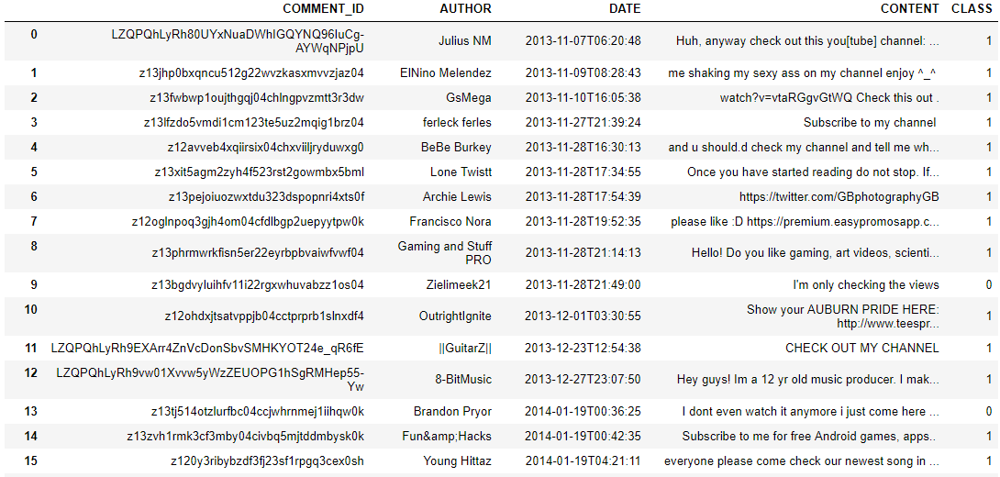 COMMENT_ID AUTHOR DATE CONTENT CLASS
0 LZQPQhLyRh80UYxNuaDWhIGQYNQ96IuCg-AYWqNPjpU Julius NM 2013-11-07T06:20:48 Huh, anyway check out this you[tube] channel: ... 1
1 z13jhp0bxqncu512g22wvzkasxmvvzjaz04 ElNino Melendez 2013-11-09T08:28:43 me shaking my sexy ass on my channel enjoy ^_^ 1
2 z13fwbwp1oujthgqj04chlngpvzmtt3r3dw GsMega 2013-11-10T16:05:38 watch?v=vtaRGgvGtWQ Check this out . 1
3 z13lfzdo5vmdi1cm123te5uz2mqig1brz04 ferleck ferles 2013-11-27T21:39:24 Subscribe to my channel 1
4 z12avveb4xqiirsix04chxviiljryduwxg0 BeBe Burkey 2013-11-28T16:30:13 and u should.d check my channel and tell me wh... 1
5 z13xit5agm2zyh4f523rst2gowmbx5bml Lone Twistt 2013-11-28T17:34:55 Once you have started reading do not stop. If... 1
6 z13pejoiuozwxtdu323dspopnri4xts0f Archie Lewis 2013-11-28T17:54:39 https://twitter.com/GBphotographyGB 1
7 z12oglnpoq3gjh4om04cfdlbgp2uepyytpw0k Francisco Nora 2013-11-28T19:52:35 please like :D https://premium.easypromosapp.c... 1
8 z13phrmwrkfisn5er22eyrbpbvaiwfvwf04 Gaming and Stuff PRO 2013-11-28T21:14:13 Hello! Do you like gaming, art videos, scienti... 1
9 z13bgdvyluihfv11i22rgxwhuvabzz1os04 Zielimeek21 2013-11-28T21:49:00 I'm only checking the views 0
10 z12ohdxjtsatvppjb04cctprprb1slnxdf4 OutrightIgnite 2013-12-01T03:30:55 Show your AUBURN PRIDE HERE: http://www.teespr... 1
11 LZQPQhLyRh9EXArr4ZnVcDonSbvSMHKYOT24e_qR6fE ||GuitarZ|| 2013-12-23T12:54:38 CHECK OUT MY CHANNEL 1
12 LZQPQhLyRh9vw01Xvvw5yWzZEUOPG1hSgRMHep55-Yw 8-BitMusic 2013-12-27T23:07:50 Hey guys! Im a 12 yr old music producer. I mak... 1
13 z13tj514otzlurfbc04ccjwhrnmej1iihqw0k Brandon Pryor 2014-01-19T00:36:25 I dont even watch it anymore i just come here ... 0
14 z13zvh1rmk3cf3mby04civbq5mjtddmbysk0k Fun&amp;Hacks 2014-01-19T00:42:35 Subscribe to me for free Android games, apps.. 1
15 z120y3ribybzdf3fj23sf1rpgq3cex0sh Young Hittaz 2014-01-19T04:21:11 everyone please come check our newest song in ... 1